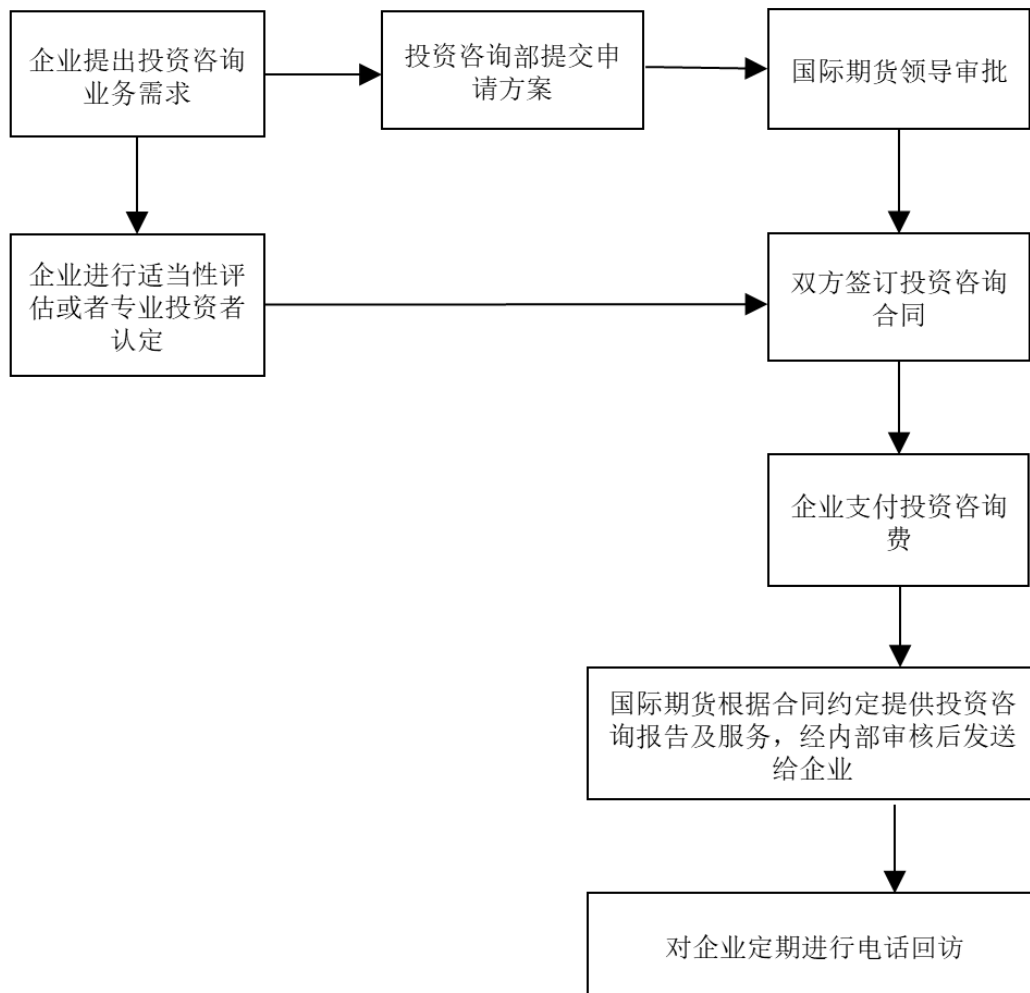 企业提出投资咨询
业务需求
投资咨询部提交申
请方案
国际期货领导审批
企业进行适当性评
估或者专业投资者
认定
双方签订投资咨询
合同
企业支付投资咨询
费
国际期货根据合同约定提供投资咨
询报告及服务，经内部审核后发送
给企业
对企业定期进行电话回访